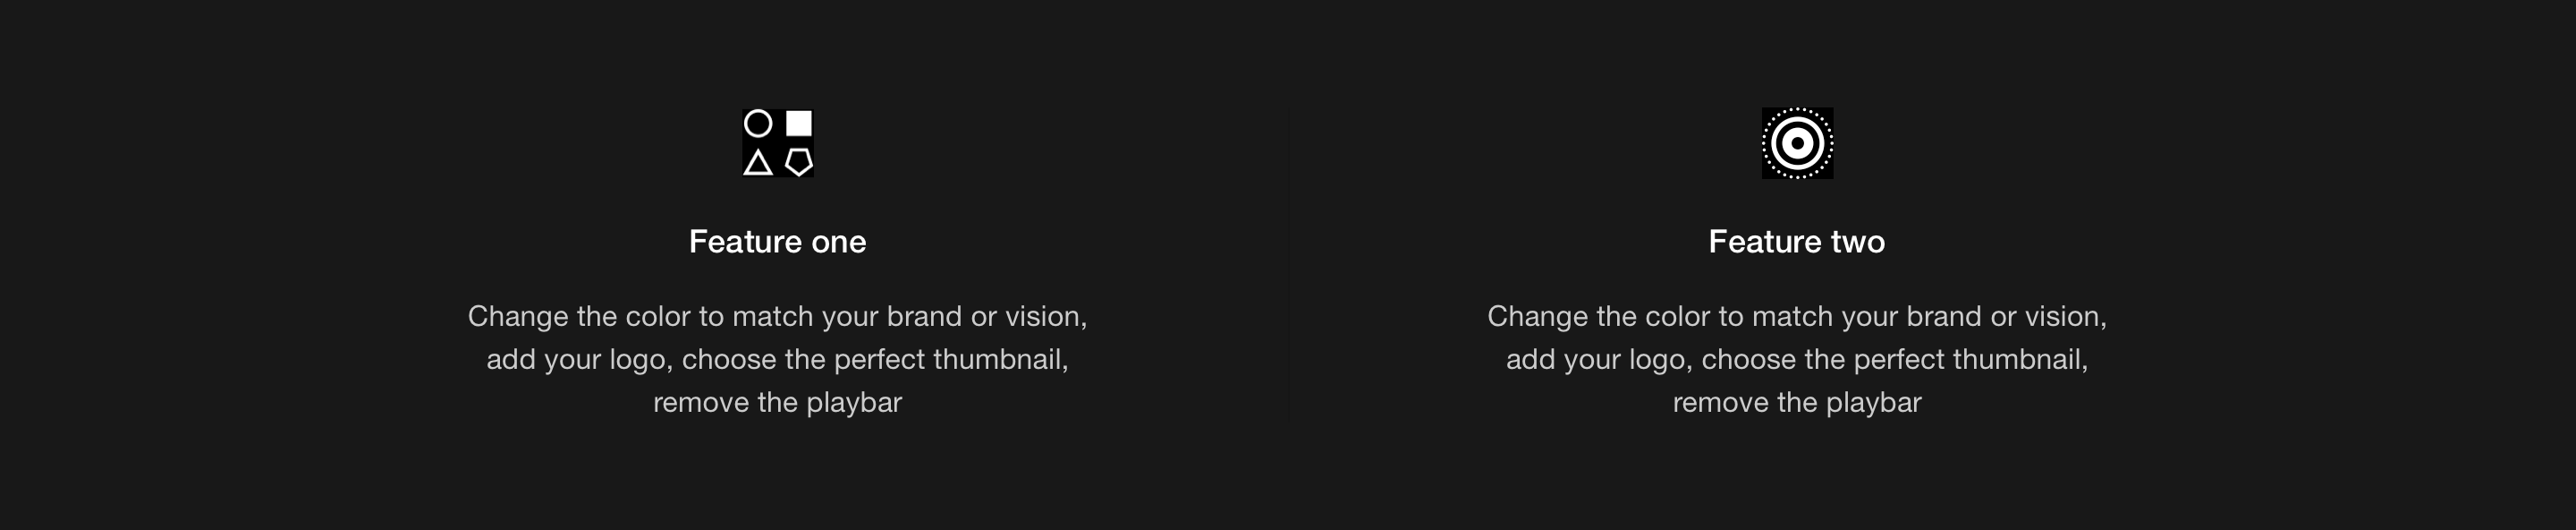 Feature one
Change the color to match your brand or vision,
add your logo, choose the perfect thumbnail,
remove the playbar
Feature two
Change the color to match your brand or vision,
add your logo, choose the perfect thumbnail,
remove the playbar